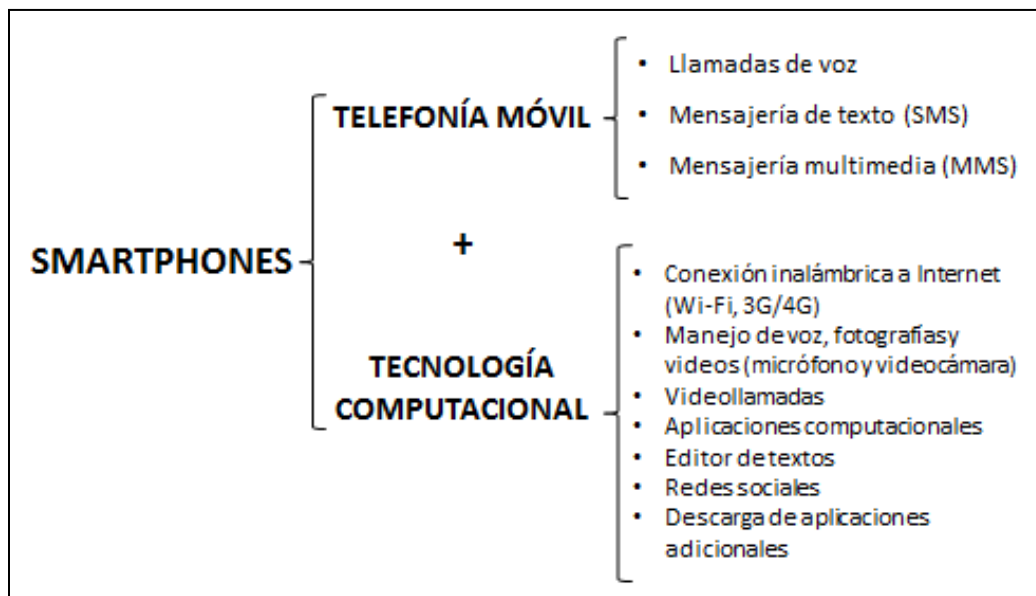 SMARTPHONES
TELEFONÍA MÓVIL
• Llamadas de voz
• Mensajería de texto (SMS)
• Mensajería multimedia (MMS)
+
TECNOLOGÍA
COMPUTACIONAL
• Conexión inalámbrica a Internet
(Wi-Fi, 3G/4G)
• Manejo de voz, fotografíasy
videos (micrófono y videocámara)
• Videollamadas
• Aplicaciones computacionales
• Editor de textos
• Redes sociales
• Descarga de aplicaciones
adicionales